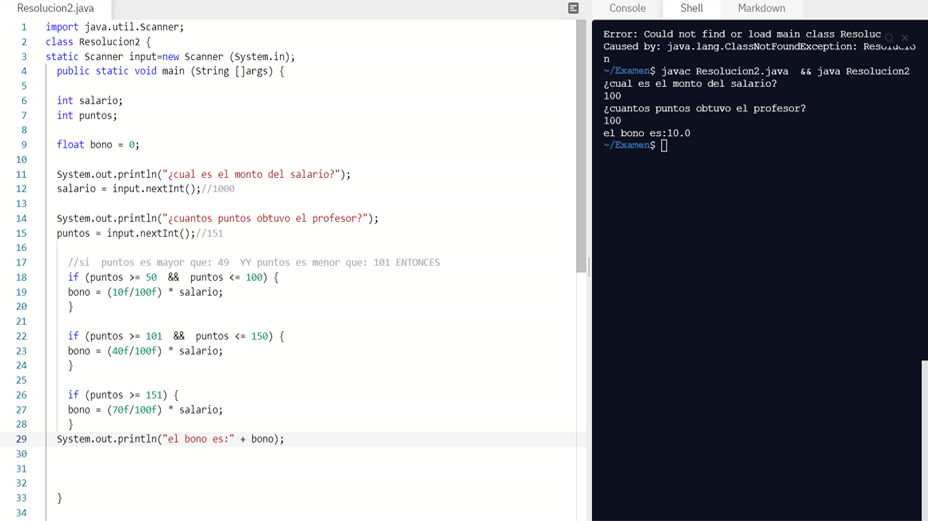 Resolucion2.java
1 import java.util.Scanner;
2 class Resolucion2 {
3 static Scanner input=new Scanner (System.in);
4 public static void main (String []args) {
5
6 int salario;
7 int puntos;
8
9 float bono = 0;
10
11 System.out.println("¿cual es el monto del salario?");
12 salario = input.nextInt();//1000
13
14 System.out.println("¿cuantos puntos obtuvo el profesor?");
15 puntos = input.nextInt();//151
16
17 //si puntos es mayor que: 49 YY puntos es menor que: 101 ENTONCES
18 if (puntos >= 50 && puntos <= 100) {
19 bono = (10f/100f) * salario;
20 }
21
22 if (puntos >= 101 && puntos <= 150) {
23 bono = (40f/100f) * salario;
24 }
25
26 if (puntos >= 151) {
27 bono = (70f/100f) * salario;
28 }
29 System.out.println("el bono es:" + bono);
30
31
32
33 }
34
Console Shell Markdown
Error: Could not find or load main class Resoluc
Caused by: java.lang.ClassNotFoundException: Resolucio
n
~/Examen$ javac Resolucion2.java && java Resolucion2
¿cual es el monto del salario?
100
¿cuantos puntos obtuvo el profesor?
100
el bono es:10.0
~/Examen$